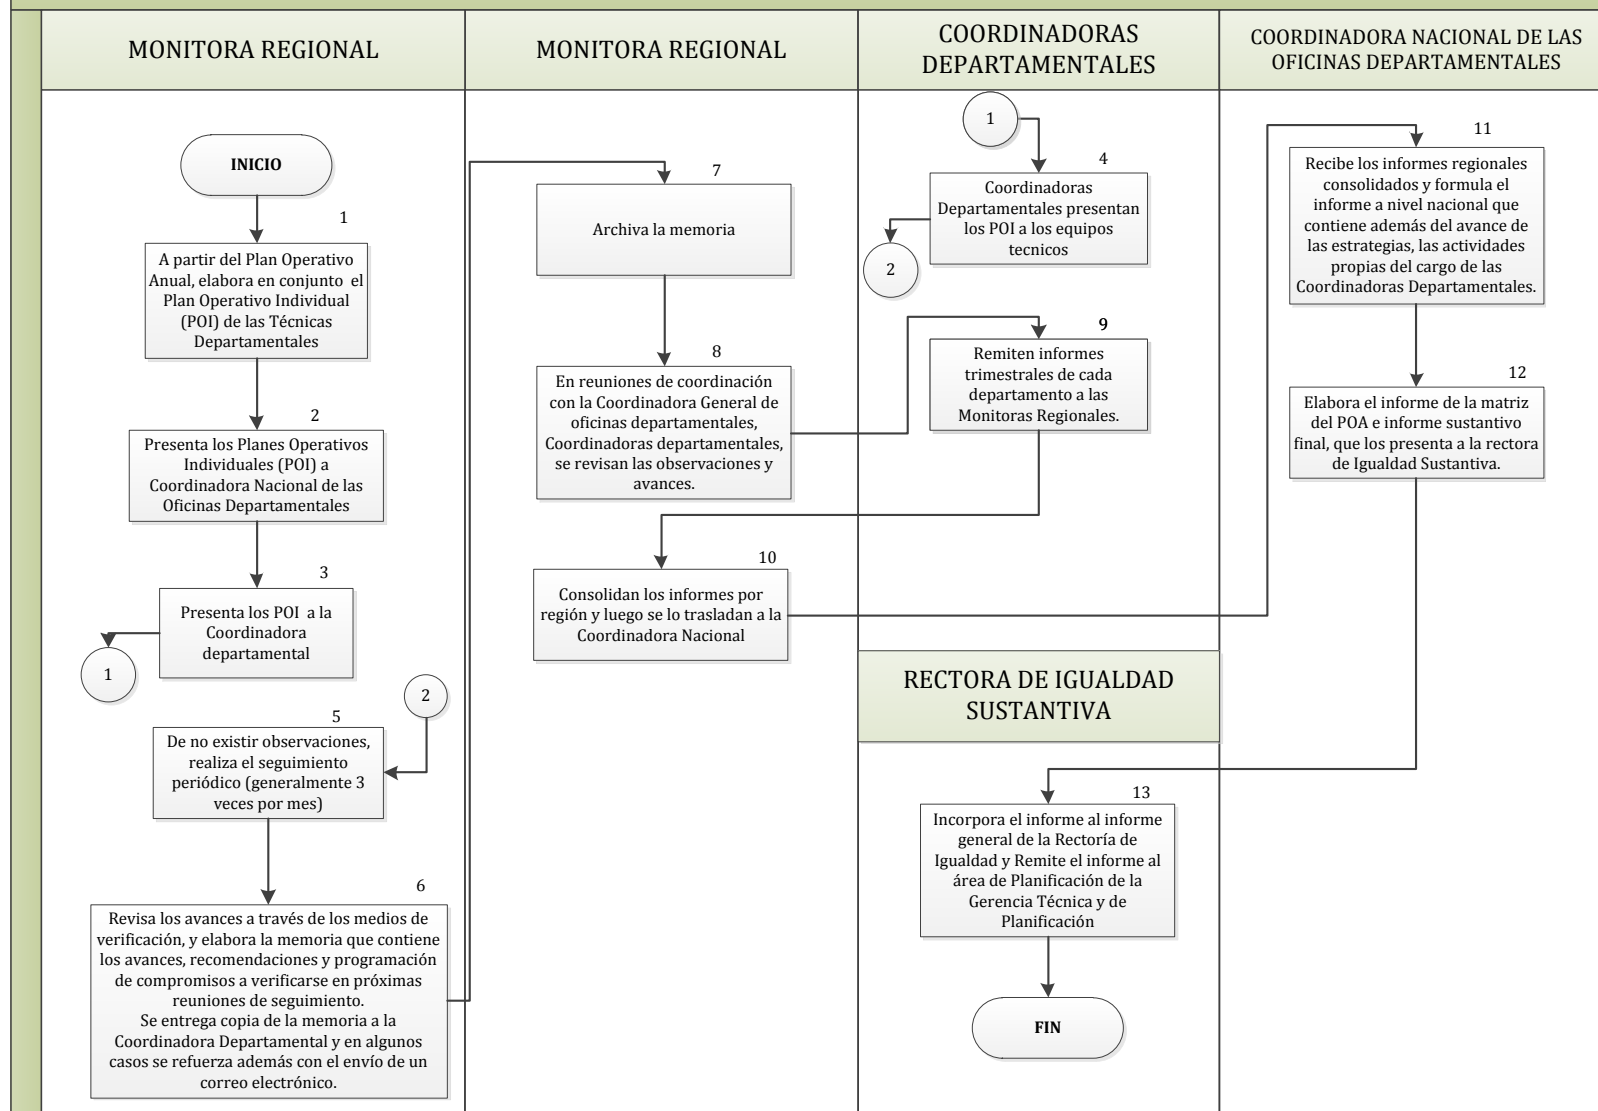 MONITORA REGIONAL
MONITORA REGIONAL
COORDINADORAS
DEPARTAMENTALES
COORDINADORA NACIONAL DE LAS
OFICINAS DEPARTAMENTALES
INICIO
1
A partir del Plan Operativo
Anual, elabora en conjunto el
Plan Operativo Individual
(POI) de las Técnicas
Departamentales
2
Presenta los Planes Operativos
Individuales (POI) a
Coordinadora Nacional de las
Oficinas Departamentales
3
Presenta los POI a la
Coordinadora
departamental
1
2
5
De no existir observaciones,
realiza el seguimiento
periódico (generalmente 3
veces por mes)
6
Revisa los avances a través de los medios de
verificación, y elabora la memoria que contiene
los avances, recomendaciones y programación
de compromisos a verificarse en próximas
reuniones de seguimiento.
Se entrega copia de la memoria a la
Coordinadora Departamental y en algunos
casos se refuerza además con el envío de un
correo electrónico.
7
Archiva la memoria
8
En reuniones de coordinación
con la Coordinadora General de
oficinas departamentales,
Coordinadoras departamentales,
se revisan las observaciones y
avances.
10
Consolidan los informes por
región y luego se lo trasladan a la
Coordinadora Nacional
1
4
Coordinadoras
Departamentales presentan
los POI a los equipos
tecnicos
2
9
Remiten informes
trimestrales de cada
departamento a las
Monitoras Regionales.
RECTORA DE IGUALDAD
SUSTANTIVA
13
Incorpora el informe al informe
general de la Rectoría de
Igualdad y Remite el informe al
área de Planificación de la
Gerencia Técnica y de
Planificación
FIN
11
Recibe los informes regionales
consolidados y formula el
informe a nivel nacional que
contiene además del avance de
las estrategias, las actividades
propias del cargo de las
Coordinadoras Departamentales.
12
Elabora el informe de la matriz
del POA e informe sustantivo
final, que los presenta a la rectora
de Igualdad Sustantiva.